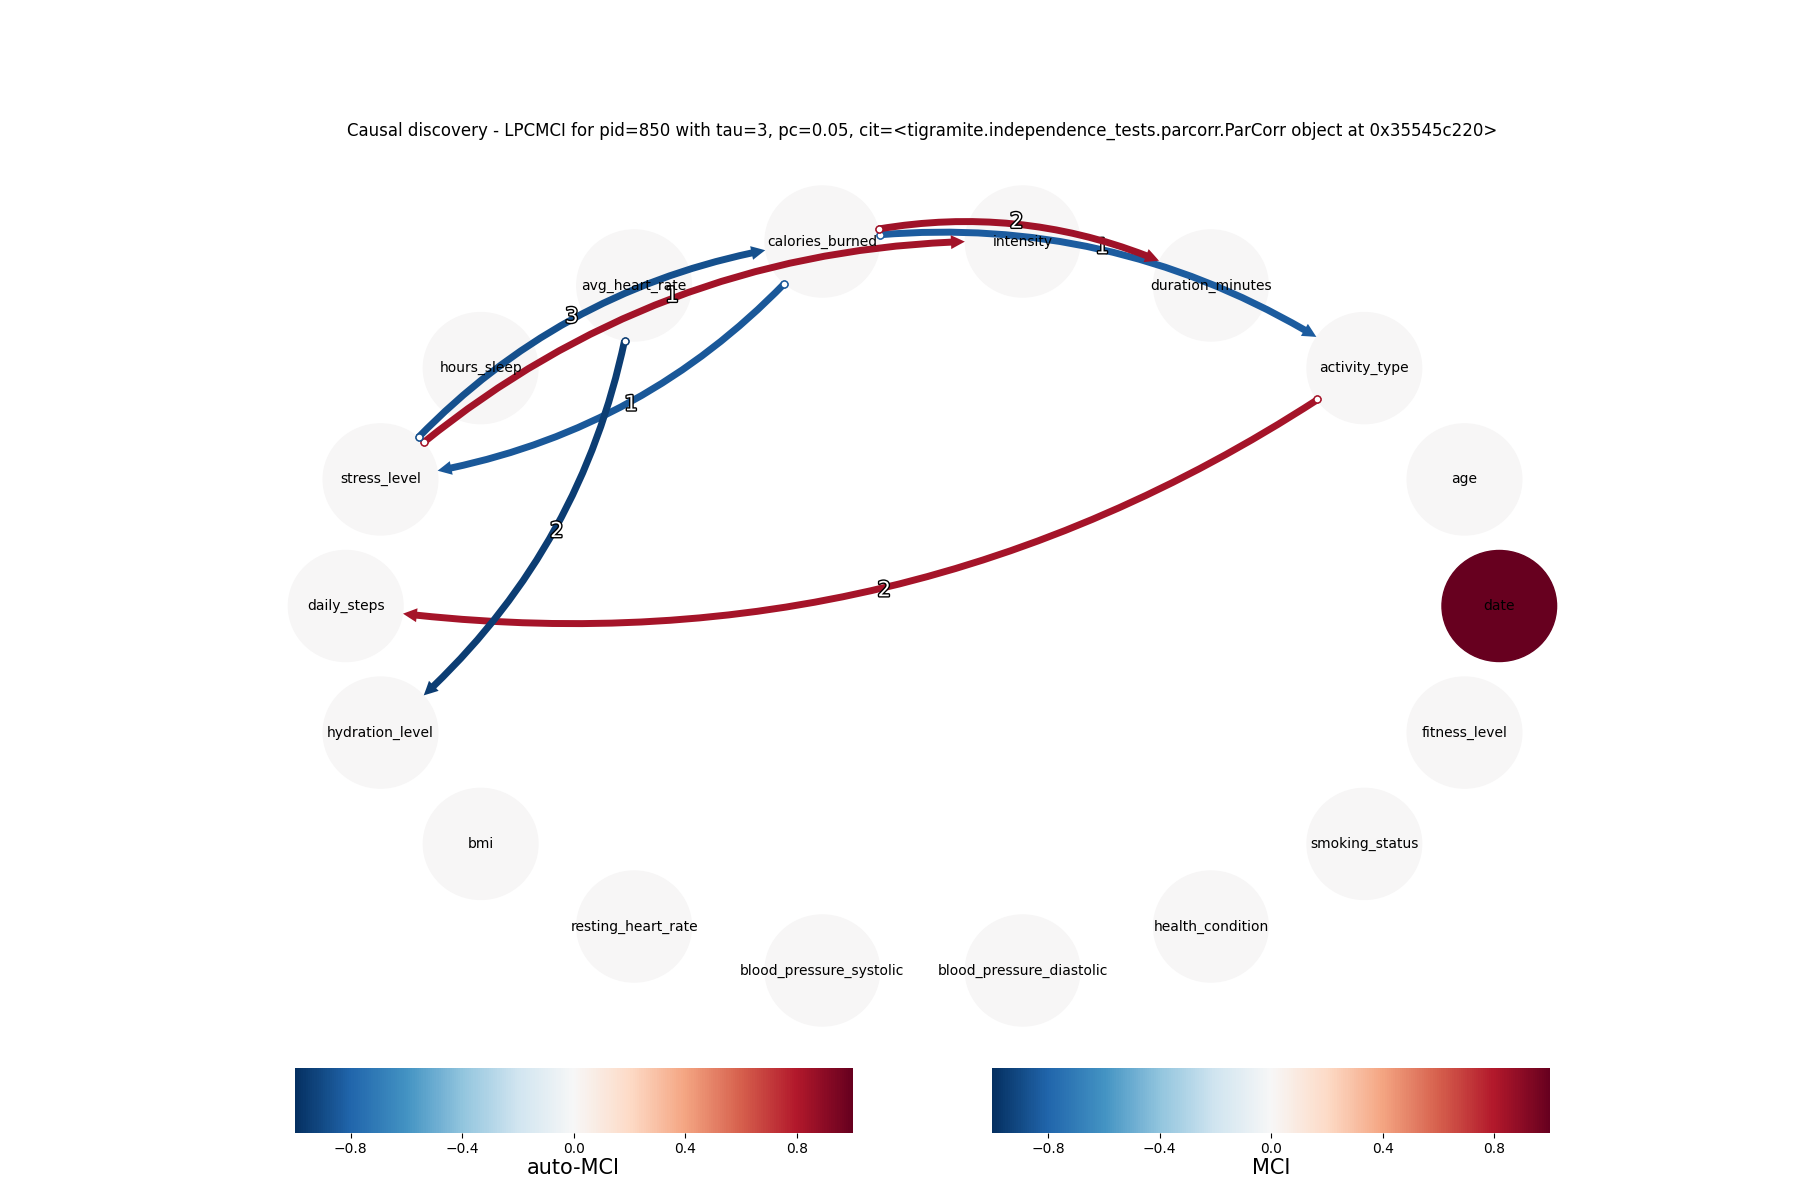 Causal discovery - LPCMCI for pid=850 with tau=3, pc=0.05, cit=<tigramite.independence_tests.parcorr.ParCorr object at 0x35545c220>
2
calories_burned
intensity
1
avg_heart_rate
1
duration_minutes
3
hours_sleep
activity_type
1
stress_level
age
2
2
daily_steps
date
hydration_level
fitness_level
bmi
smoking_status
resting_heart_rate
health_condition
blood_pressure_systolic
blood_pressure_diastolic
−0.8 −0.4 0.0 0.4 0.8
auto-MCI
−0.8 −0.4 0.0 0.4 0.8
MCI